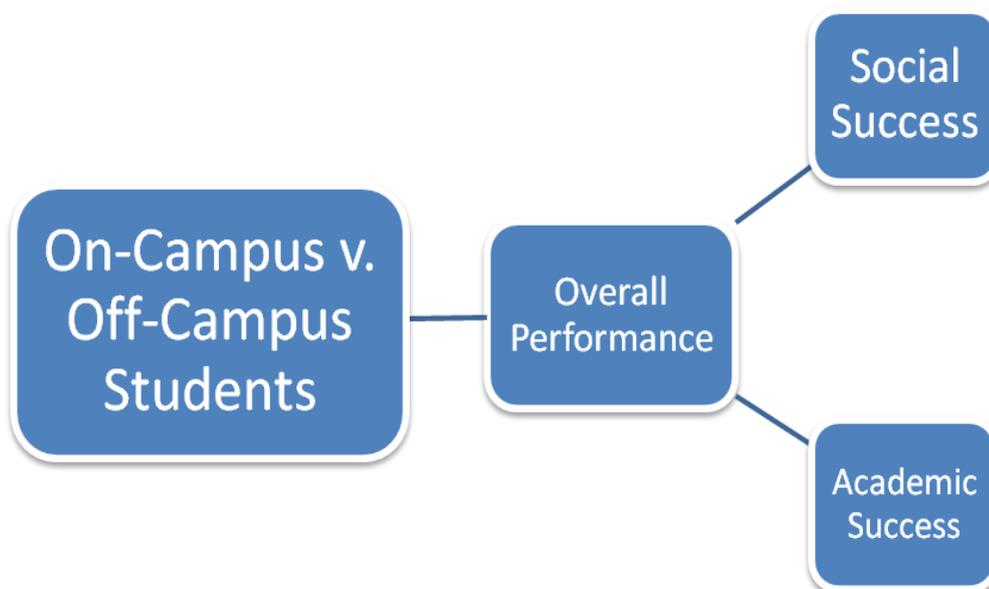 On-Campus v.
Off-Campus
Students
Overall
Performance
Social
Success
Academic
Success